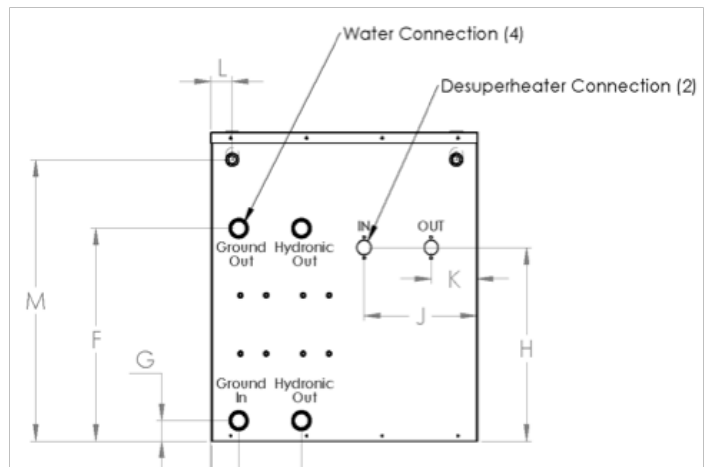 Water Connection (4)
L
Desuperheater Connection (2)
IN OUT
Ground Hydronic
Out Out
K
M
J
F
H
G
Ground Hydronic
In Out